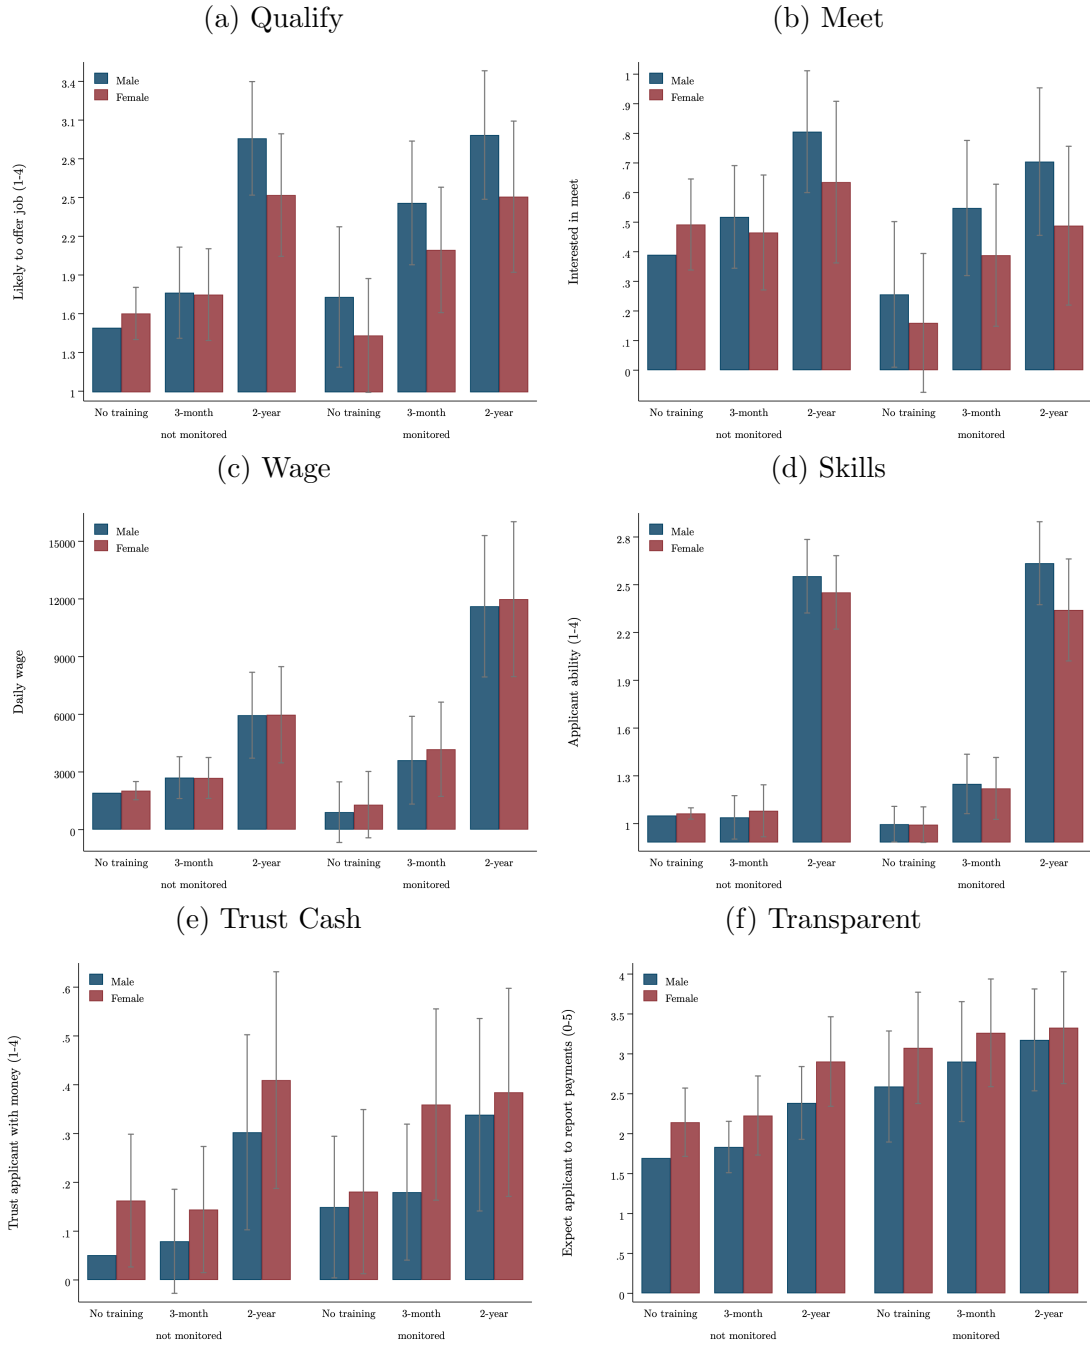 (a) Qualify
Likely to offer job (1-4)
3.4
3.1
2.8
2.5
2.2
1.9
1.6
1.3
1
Male
Female
No training 3-month 2-year No training 3-month 2-year
not monitored monitored
(b) Meet
Interested in meet
1
.9
.8
.7
.6
.5
.4
.3
.2
.1
0
Male
Female
No training 3-month 2-year No training 3-month 2-year
not monitored monitored
(c) Wage
Daily wage
15000
12000
9000
6000
3000
0
Male
Female
No training 3-month 2-year No training 3-month 2-year
not monitored monitored
(d) Skills
Applicant ability (1-4)
2.8
2.5
2.2
1.9
1.6
1.3
1
Male
Female
No training 3-month 2-year No training 3-month 2-year
not monitored monitored
(e) Trust Cash
Trust applicant with money (1-4)
.6
.5
.4
.3
.2
.1
0
Male
Female
No training 3-month 2-year No training 3-month 2-year
not monitored monitored
(f) Transparent
Expect applicant to report payments (0-5)
4
3.5
3
2.5
2
1.5
1
.5
0
Male
Female
No training 3-month 2-year No training 3-month 2-year
not monitored monitored